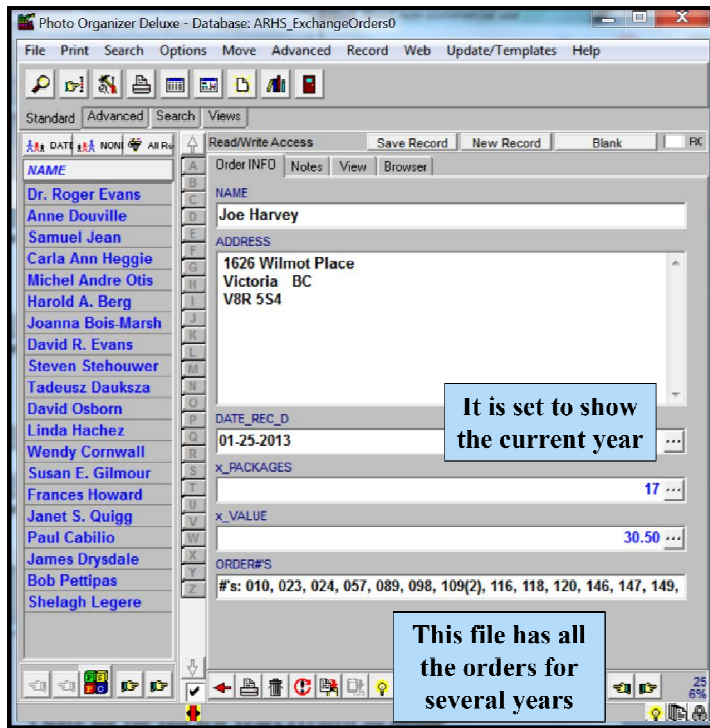 Photo Organizer Deluxe - Database: ARHS_ExchangeOrders0
File Print Search Options Move Advanced Record Web Update/Templates Help
Standard Advanced Search Views
DATE NONE All Re
Read/Write Access Save Record New Record Blank
NAME
Dr. Roger Evans
Anne Douville
Samuel Jean
Carla Ann Heggie
Michel Andre Otis
Harold A. Berg
Joanna Bois-Marsh
David R. Evans
Steven Stehouwer
Tadeusz Dauksza
David Osborn
Linda Hachez
Wendy Cornwall
Susan E. Gilmour
Frances Howard
Janet S. Quigg
Paul Cabilio
James Drysdale
Bob Pettipas
Shelagh Legere
A
B
C
D
E
F
G
H
I
J
K
L
M
N
O
P
Q
R
S
T
U
V
W
X
Y
Z
Order INFO Notes View Browser
NAME
Joe Harvey
ADDRESS
1626 Wilmot Place
Victoria BC
V8R 5S4
It is set to show
the current year
DATE_REC_D
01-25-2013 ...
x_PACKAGES
17 ...
x_VALUE
30.50 ...
ORDER#'S
#'s: 010, 023, 024, 057, 089, 098, 109(2), 116, 118, 120, 146, 147, 149,
This file has all
the orders for
several years
25
6%